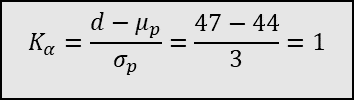 K_α = (d − μ_p) / σ_p = (47 − 44) / 3 = 1